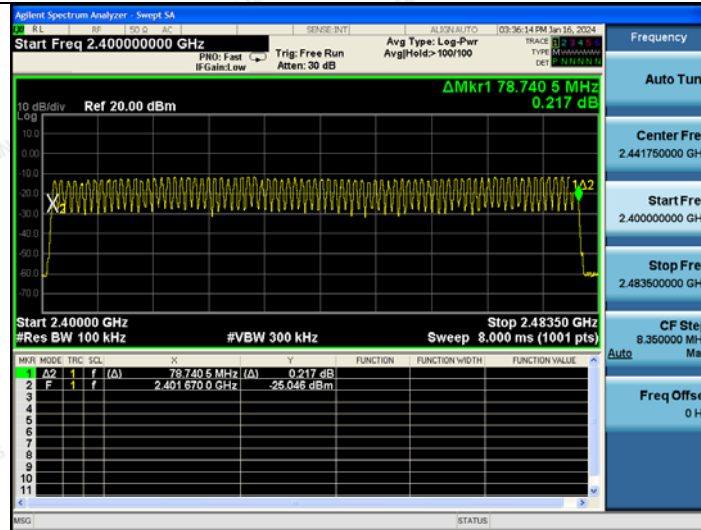 Agilent Spectrum Analyzer - Swept SA
RL RF 50 Ω AC SENSE:INT ALIGNAUTO 03:36:14 PM Jan 16, 2024
Start Freq 2.400000000 GHz
PNO: Fast
IFGain:Low
Trig: Free Run
Atten: 30 dB
Avg Type: Log-Pwr
Avg|Hold:> 100/100
TRACE 1 2 3 4 5 6
TYPE M
DET P N N N N N
ΔMkr1 78.740 5 MHz
0.217 dB
10 dB/div Ref 20.00 dBm
Log
10.0
0.00
-10.0
-20.0
-30.0
-40.0
-50.0
-60.0
-70.0
2
1Δ2
Start 2.40000 GHz Stop 2.48350 GHz
#Res BW 100 kHz #VBW 300 kHz Sweep 8.000 ms (1001 pts)
MKR MODE TRC SCL X Y FUNCTION FUNCTION WIDTH FUNCTION VALUE
1 Δ2 1 f (Δ) 78.740 5 MHz (Δ) 0.217 dB
2 F 1 f 2.401 670 0 GHz -25.046 dBm
3
4
5
6
7
8
9
10
11
MSG STATUS
Frequency
Auto Tun
Center Fre
2.441750000 GH
Start Fre
2.400000000 GH
Stop Fre
2.483500000 GH
CF Ste
8.350000 MH
Auto Ma
Freq Offse
0 H